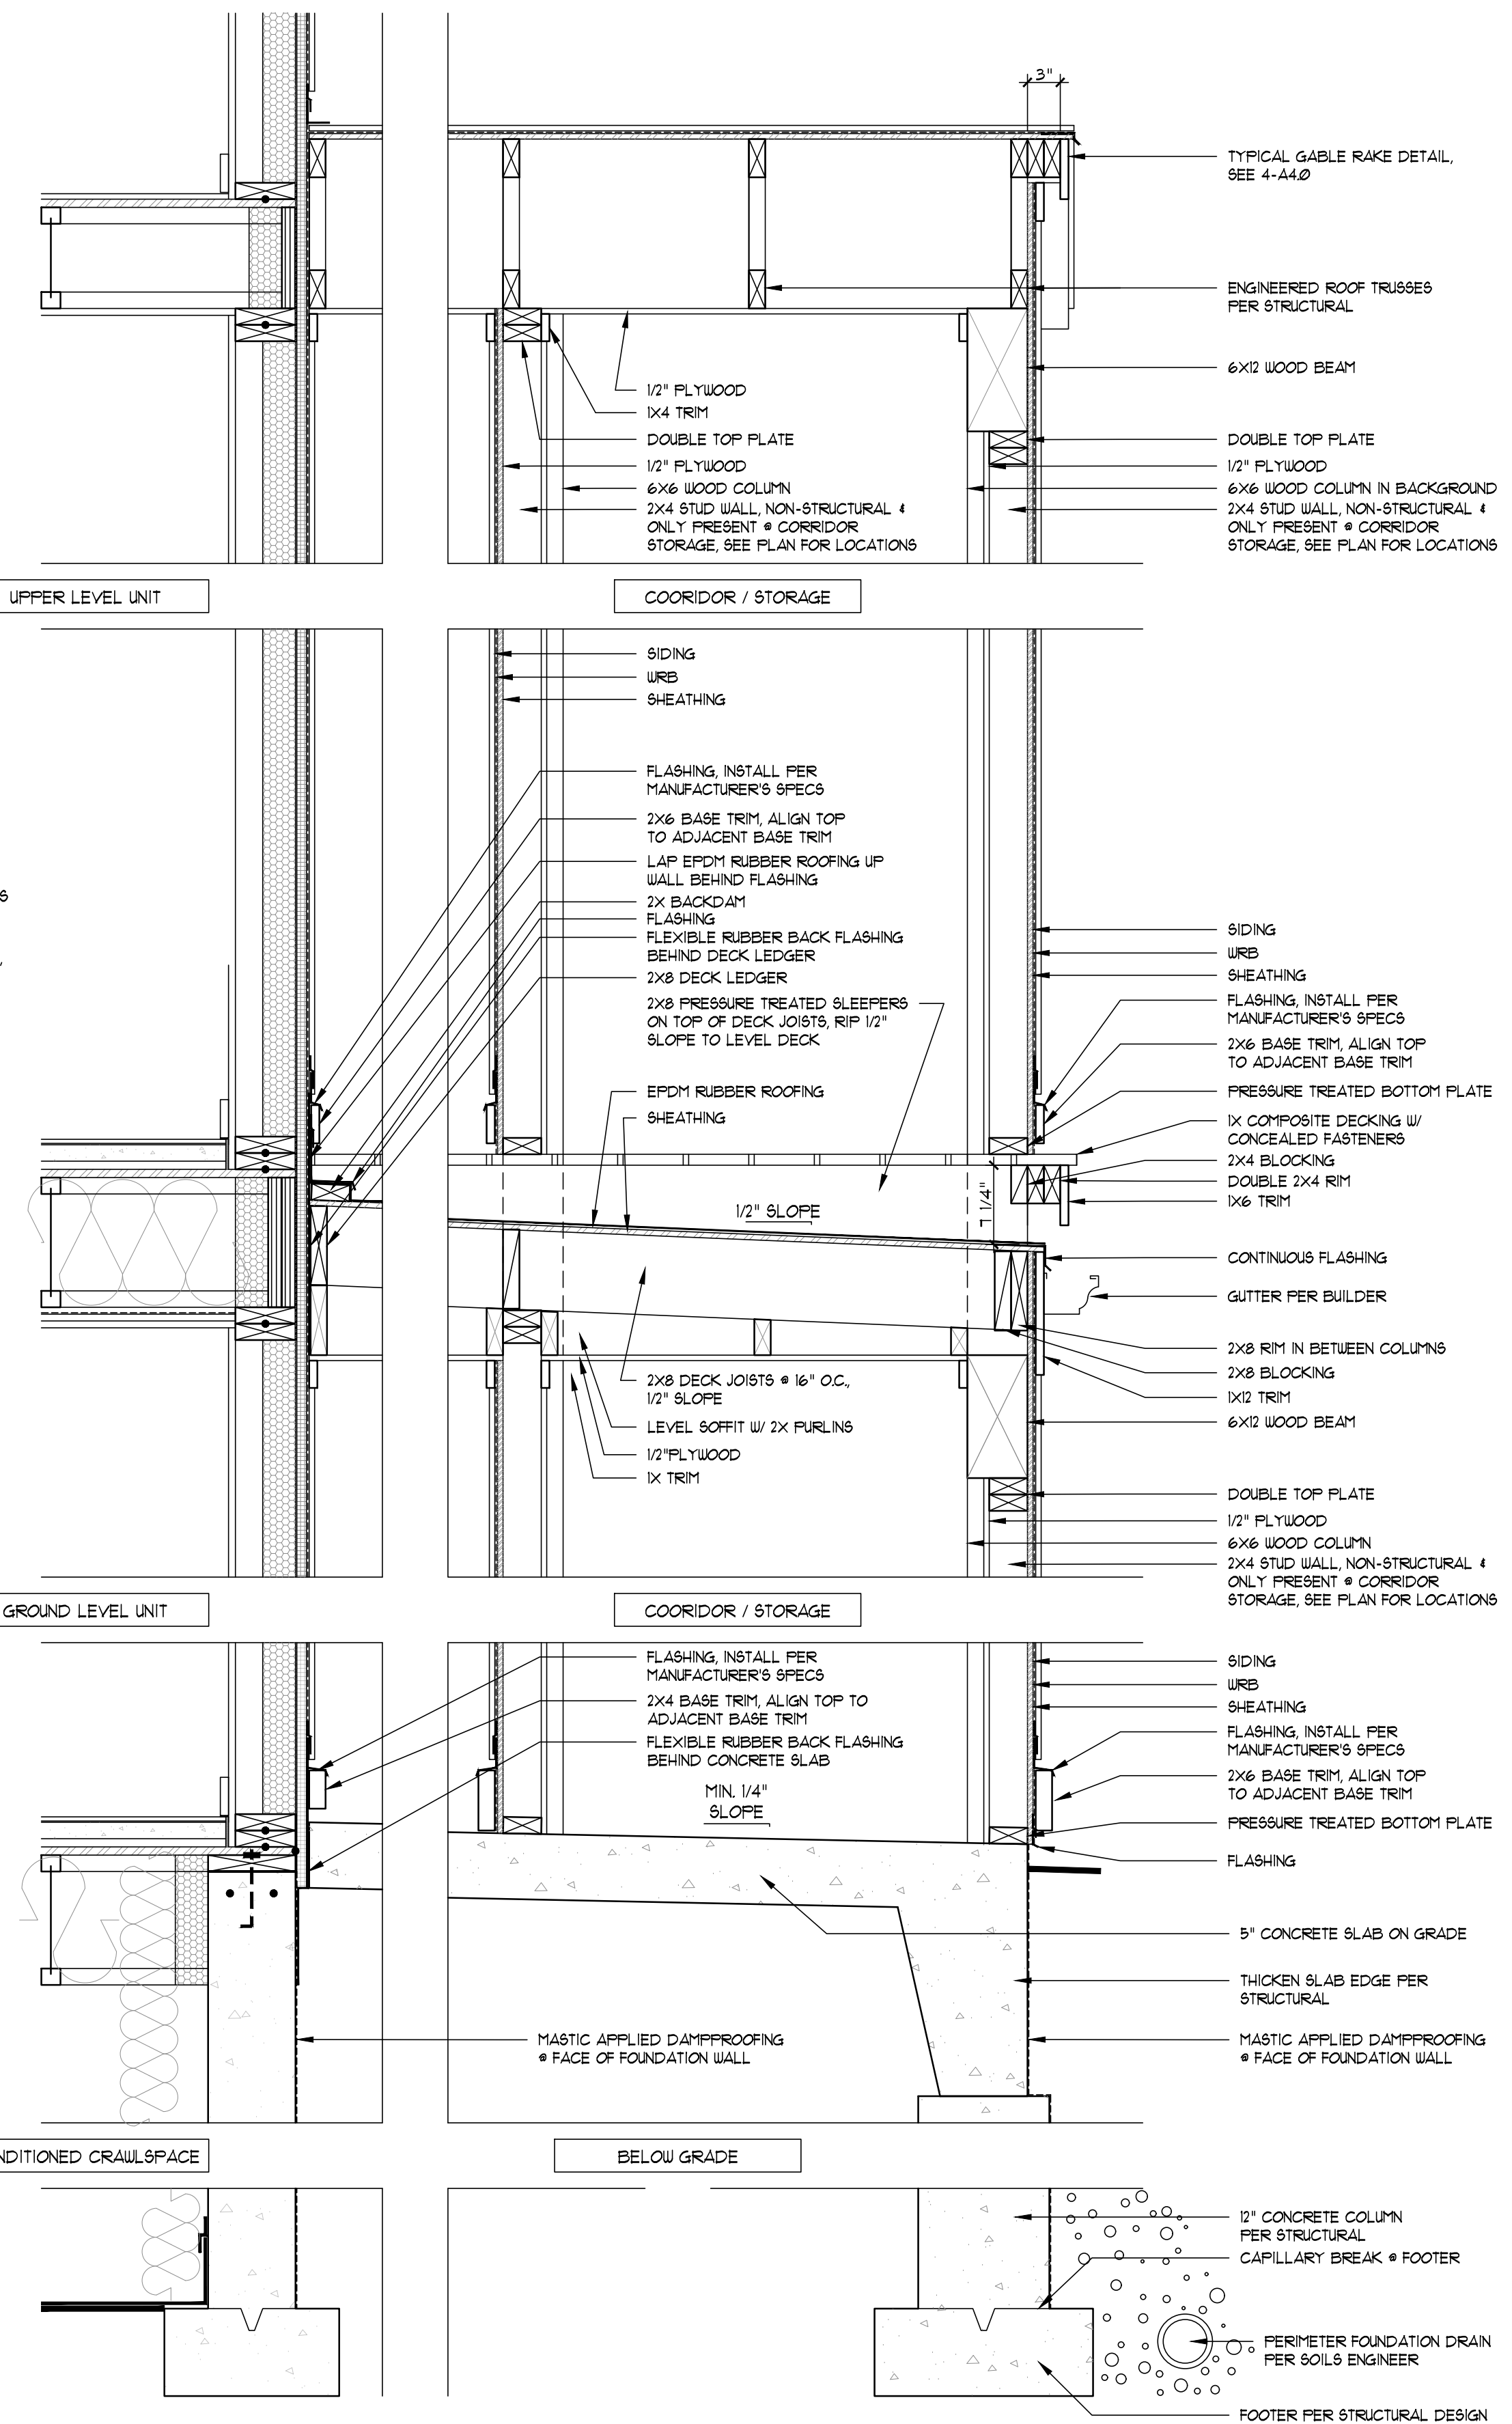 3"
TYPICAL GABLE RAKE DETAIL,
SEE 4-A4.0
ENGINEERED ROOF TRUSSES
PER STRUCTURAL
6X12 WOOD BEAM
1/2" PLYWOOD
1X4 TRIM
DOUBLE TOP PLATE
1/2" PLYWOOD
6X6 WOOD COLUMN
2X4 STUD WALL, NON-STRUCTURAL &
ONLY PRESENT @ CORRIDOR
STORAGE, SEE PLAN FOR LOCATIONS
DOUBLE TOP PLATE
1/2" PLYWOOD
6X6 WOOD COLUMN IN BACKGROUND
2X4 STUD WALL, NON-STRUCTURAL &
ONLY PRESENT @ CORRIDOR
STORAGE, SEE PLAN FOR LOCATIONS
UPPER LEVEL UNIT
COORIDOR / STORAGE
SIDING
WRB
SHEATHING
FLASHING, INSTALL PER
MANUFACTURER'S SPECS
2X6 BASE TRIM, ALIGN TOP
TO ADJACENT BASE TRIM
LAP EPDM RUBBER ROOFING UP
WALL BEHIND FLASHING
2X BACKDAM
FLASHING
FLEXIBLE RUBBER BACK FLASHING
BEHIND DECK LEDGER
2X8 DECK LEDGER
2X8 PRESSURE TREATED SLEEPERS
ON TOP OF DECK JOISTS, RIP 1/2"
SLOPE TO LEVEL DECK
EPDM RUBBER ROOFING
SHEATHING
S
,
SIDING
WRB
SHEATHING
FLASHING, INSTALL PER
MANUFACTURER'S SPECS
2X6 BASE TRIM, ALIGN TOP
TO ADJACENT BASE TRIM
PRESSURE TREATED BOTTOM PLATE
1X COMPOSITE DECKING W/
CONCEALED FASTENERS
2X4 BLOCKING
DOUBLE 2X4 RIM
1X6 TRIM
1/2" SLOPE
7 1/4"
CONTINUOUS FLASHING
GUTTER PER BUILDER
2X8 RIM IN BETWEEN COLUMNS
2X8 BLOCKING
1X12 TRIM
6X12 WOOD BEAM
2X8 DECK JOISTS @ 16" O.C.,
1/2" SLOPE
LEVEL SOFFIT W/ 2X PURLINS
1/2"PLYWOOD
1X TRIM
DOUBLE TOP PLATE
1/2" PLYWOOD
6X6 WOOD COLUMN
2X4 STUD WALL, NON-STRUCTURAL &
ONLY PRESENT @ CORRIDOR
STORAGE, SEE PLAN FOR LOCATIONS
GROUND LEVEL UNIT
COORIDOR / STORAGE
FLASHING, INSTALL PER
MANUFACTURER'S SPECS
2X4 BASE TRIM, ALIGN TOP TO
ADJACENT BASE TRIM
FLEXIBLE RUBBER BACK FLASHING
BEHIND CONCRETE SLAB
MIN. 1/4"
SLOPE
SIDING
WRB
SHEATHING
FLASHING, INSTALL PER
MANUFACTURER'S SPECS
2X6 BASE TRIM, ALIGN TOP
TO ADJACENT BASE TRIM
PRESSURE TREATED BOTTOM PLATE
FLASHING
5" CONCRETE SLAB ON GRADE
THICKEN SLAB EDGE PER
STRUCTURAL
MASTIC APPLIED DAMPPROOFING
@ FACE OF FOUNDATION WALL
MASTIC APPLIED DAMPPROOFING
@ FACE OF FOUNDATION WALL
NDITIONED CRAWLSPACE
BELOW GRADE
12" CONCRETE COLUMN
PER STRUCTURAL
CAPILLARY BREAK @ FOOTER
PERIMETER FOUNDATION DRAIN
PER SOILS ENGINEER
FOOTER PER STRUCTURAL DESIGN